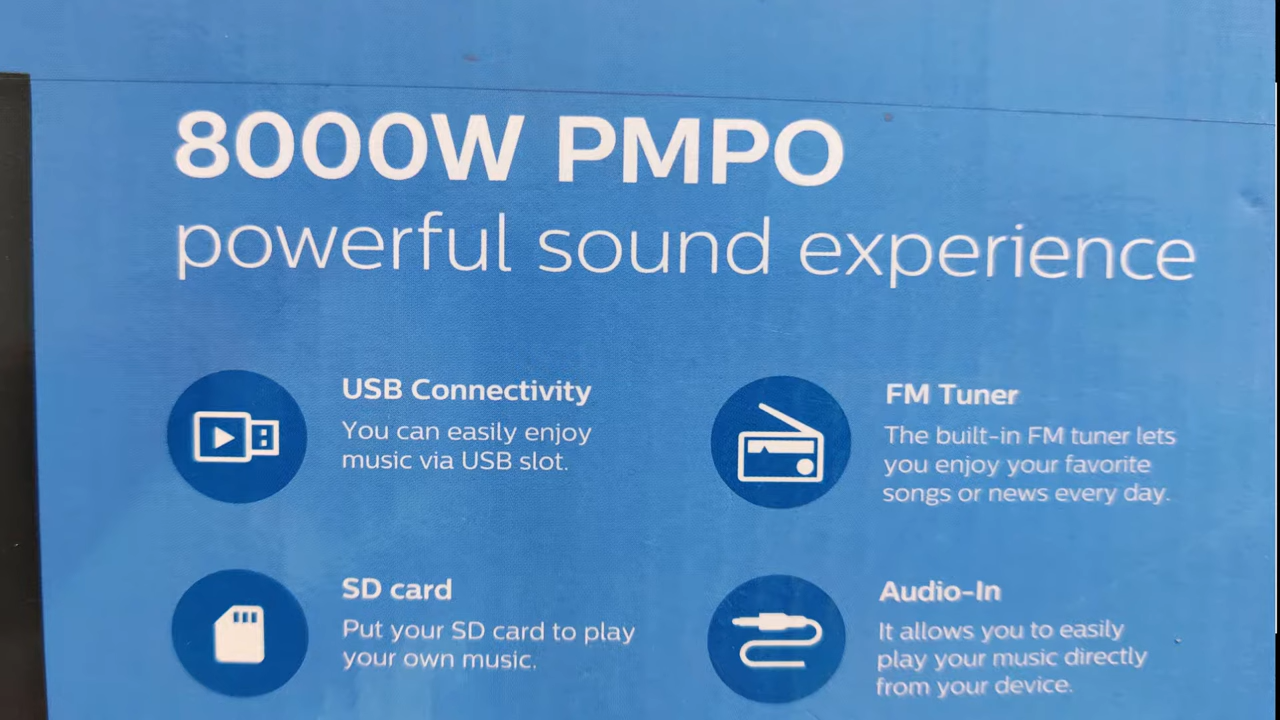 8000W PMPO
powerful sound experience
USB Connectivity
You can easily enjoy
music via USB slot.
FM Tuner
The built-in FM tuner lets
you enjoy your favorite
songs or news every day.
SD card
Put your SD card to play
your own music.
Audio-In
It allows you to easily
play your music directly
from your device.